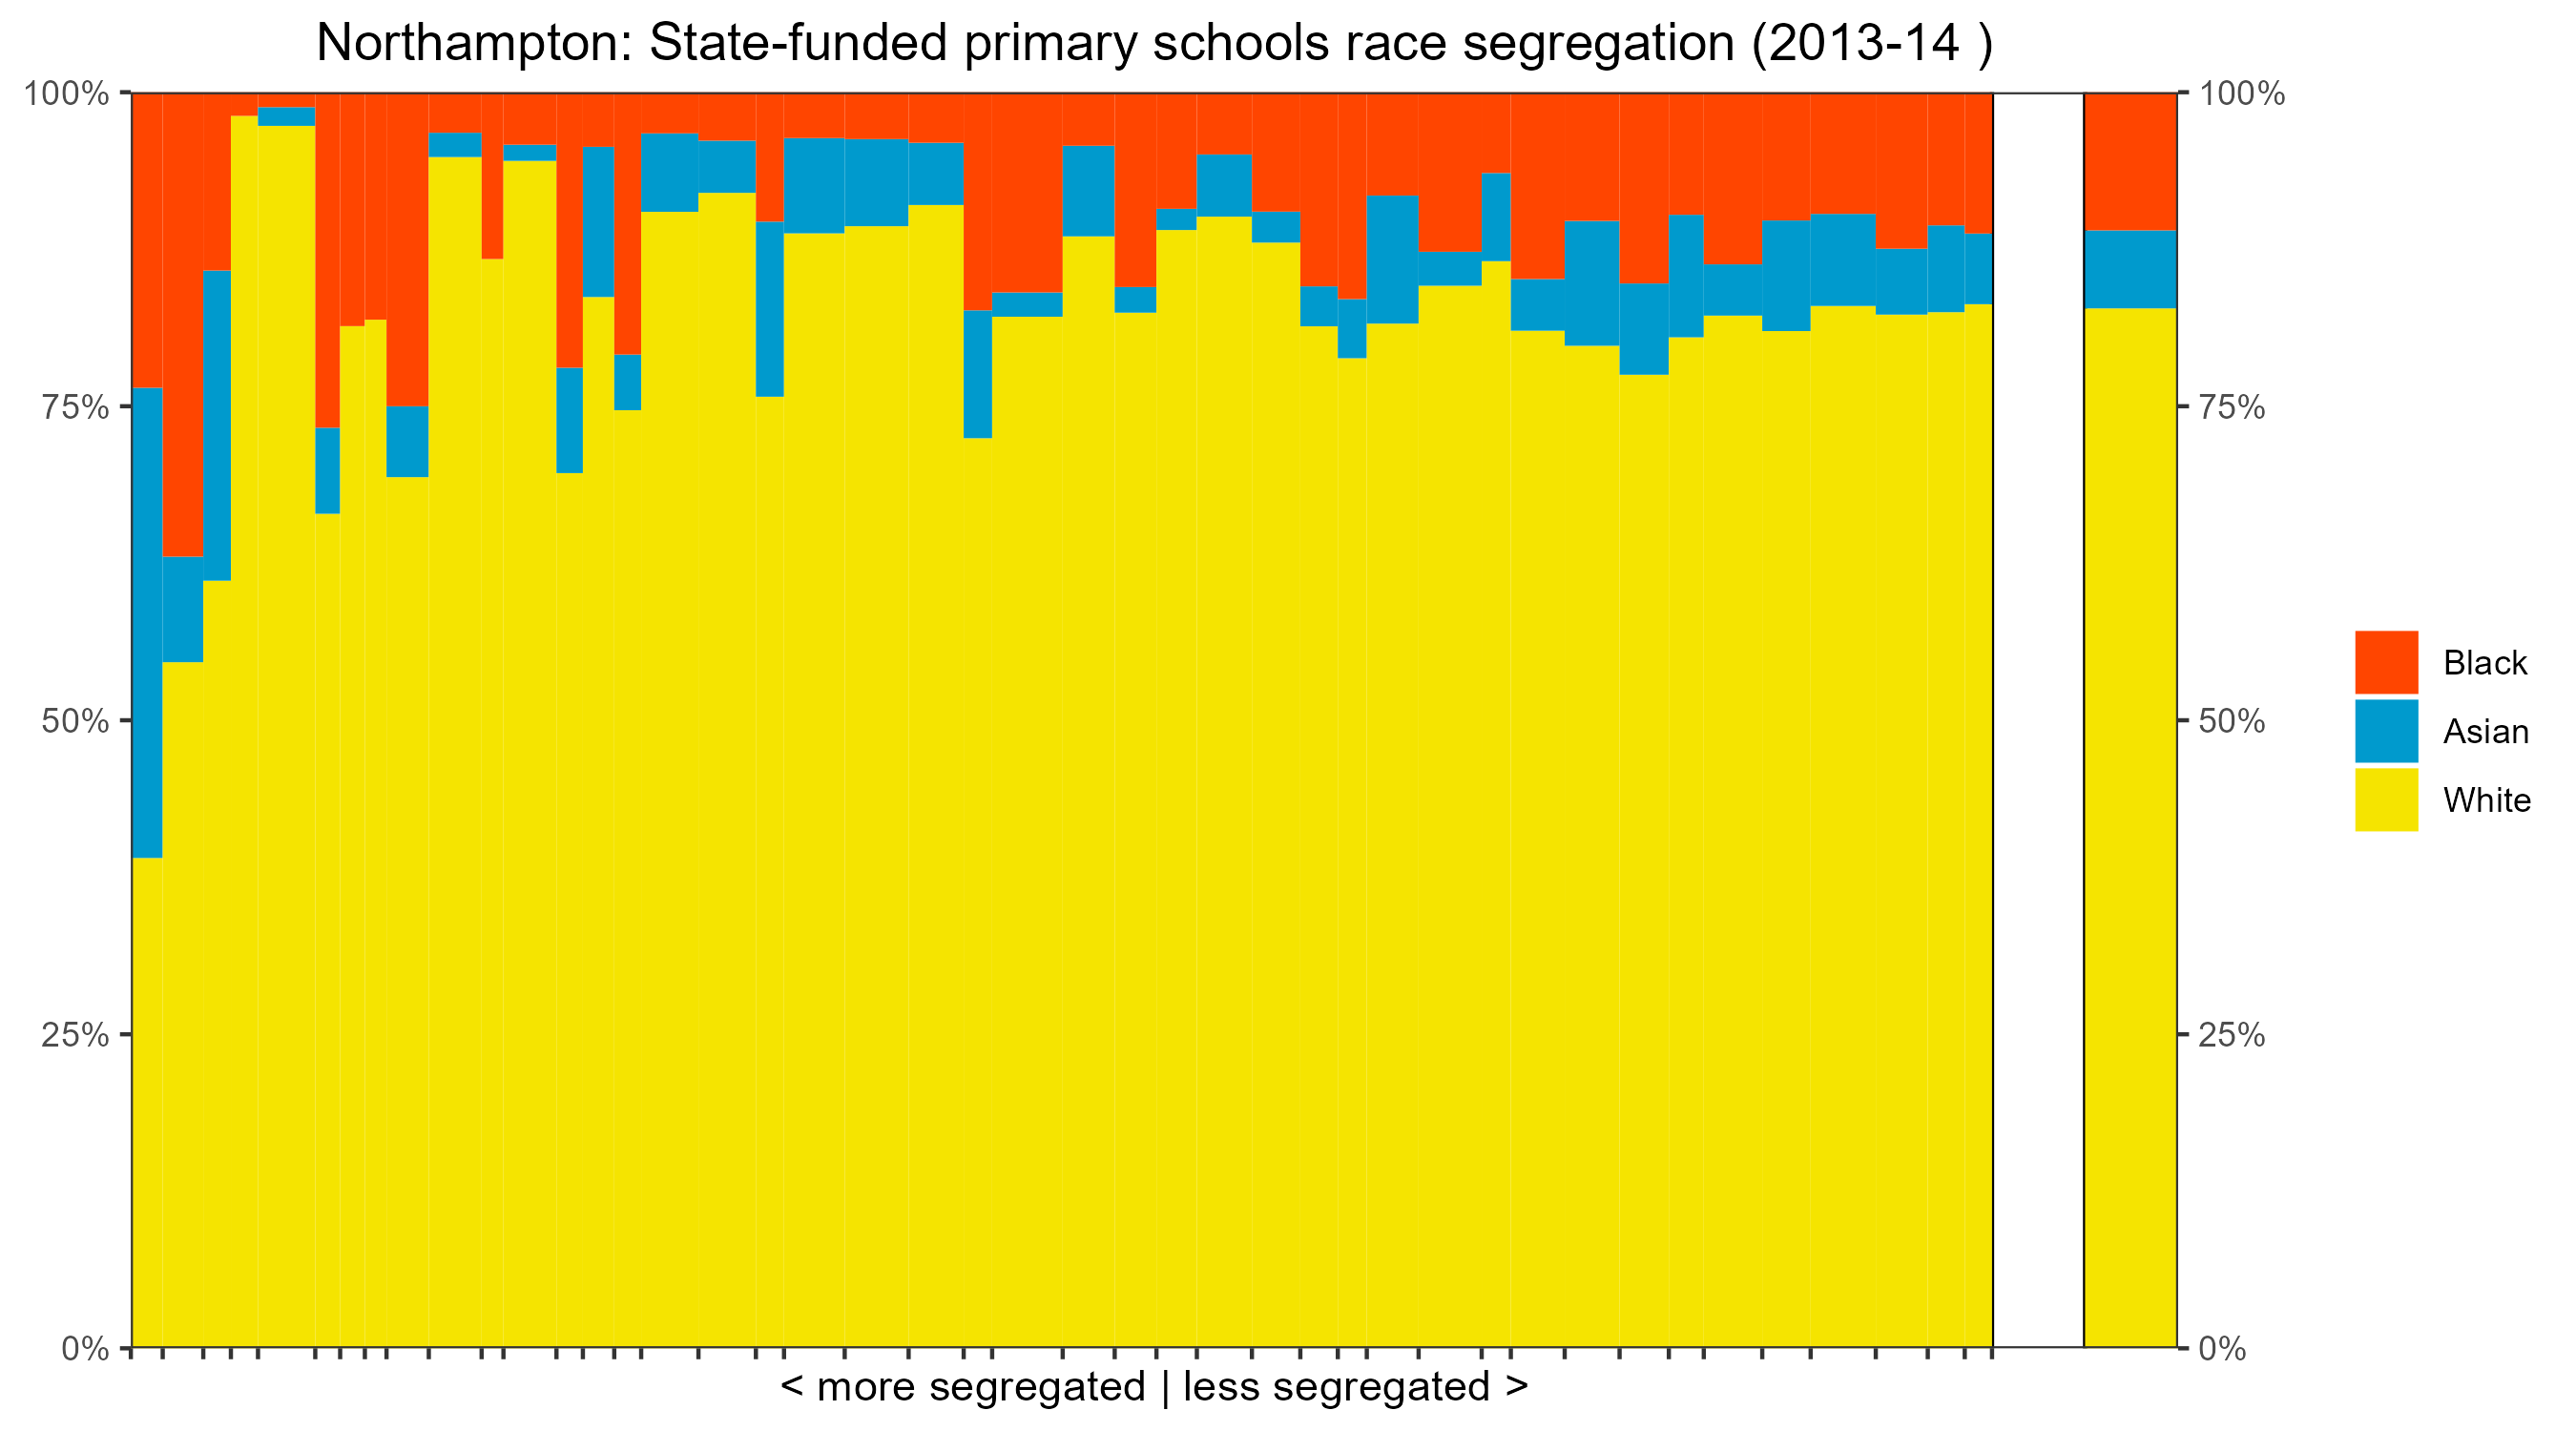 Northampton: State-funded primary schools race segregation (2013-14 )
100%
75%
50%
25%
0%
100%
75%
50%
25%
0%
Black
Asian
White
< more segregated | less segregated >